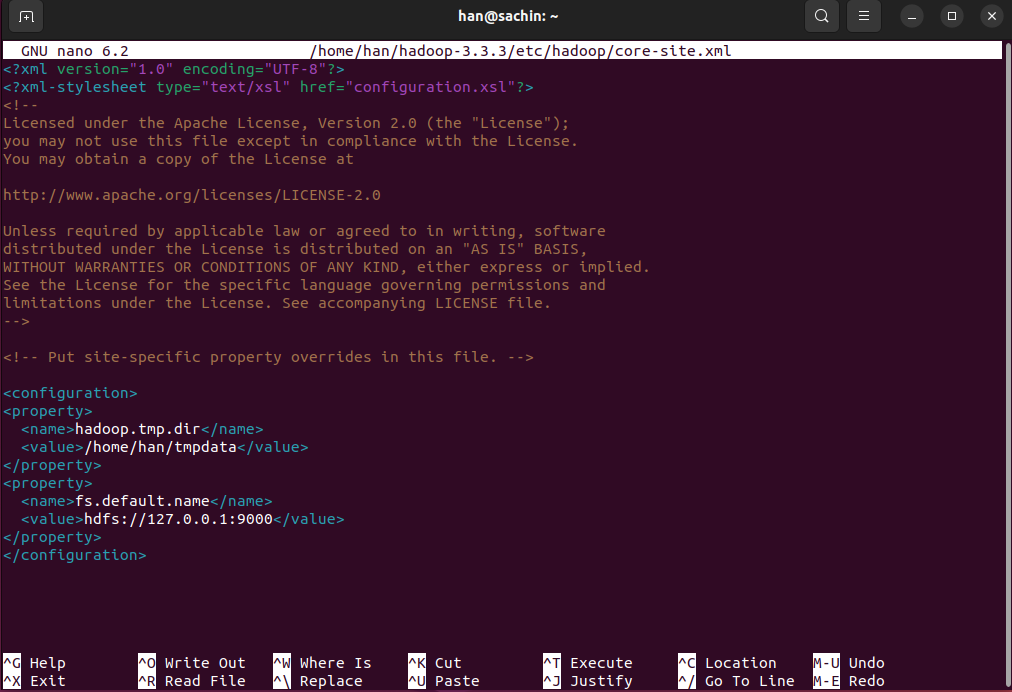 han@sachin: ~
GNU nano 6.2 /home/han/hadoop-3.3.3/etc/hadoop/core-site.xml
<?xml version="1.0" encoding="UTF-8"?>
<?xml-stylesheet type="text/xsl" href="configuration.xsl"?>
<!--
Licensed under the Apache License, Version 2.0 (the "License");
you may not use this file except in compliance with the License.
You may obtain a copy of the License at

http://www.apache.org/licenses/LICENSE-2.0

Unless required by applicable law or agreed to in writing, software
distributed under the License is distributed on an "AS IS" BASIS,
WITHOUT WARRANTIES OR CONDITIONS OF ANY KIND, either express or implied.
See the License for the specific language governing permissions and
limitations under the License. See accompanying LICENSE file.
-->

<!-- Put site-specific property overrides in this file. -->

<configuration>
<property>
  <name>hadoop.tmp.dir</name>
  <value>/home/han/tmpdata</value>
</property>
<property>
  <name>fs.default.name</name>
  <value>hdfs://127.0.0.1:9000</value>
</property>
</configuration>
^G Help ^O Write Out ^W Where Is ^K Cut ^T Execute ^C Location M-U Undo
^X Exit ^R Read File ^\ Replace ^U Paste ^J Justify ^/ Go To Line M-E Redo